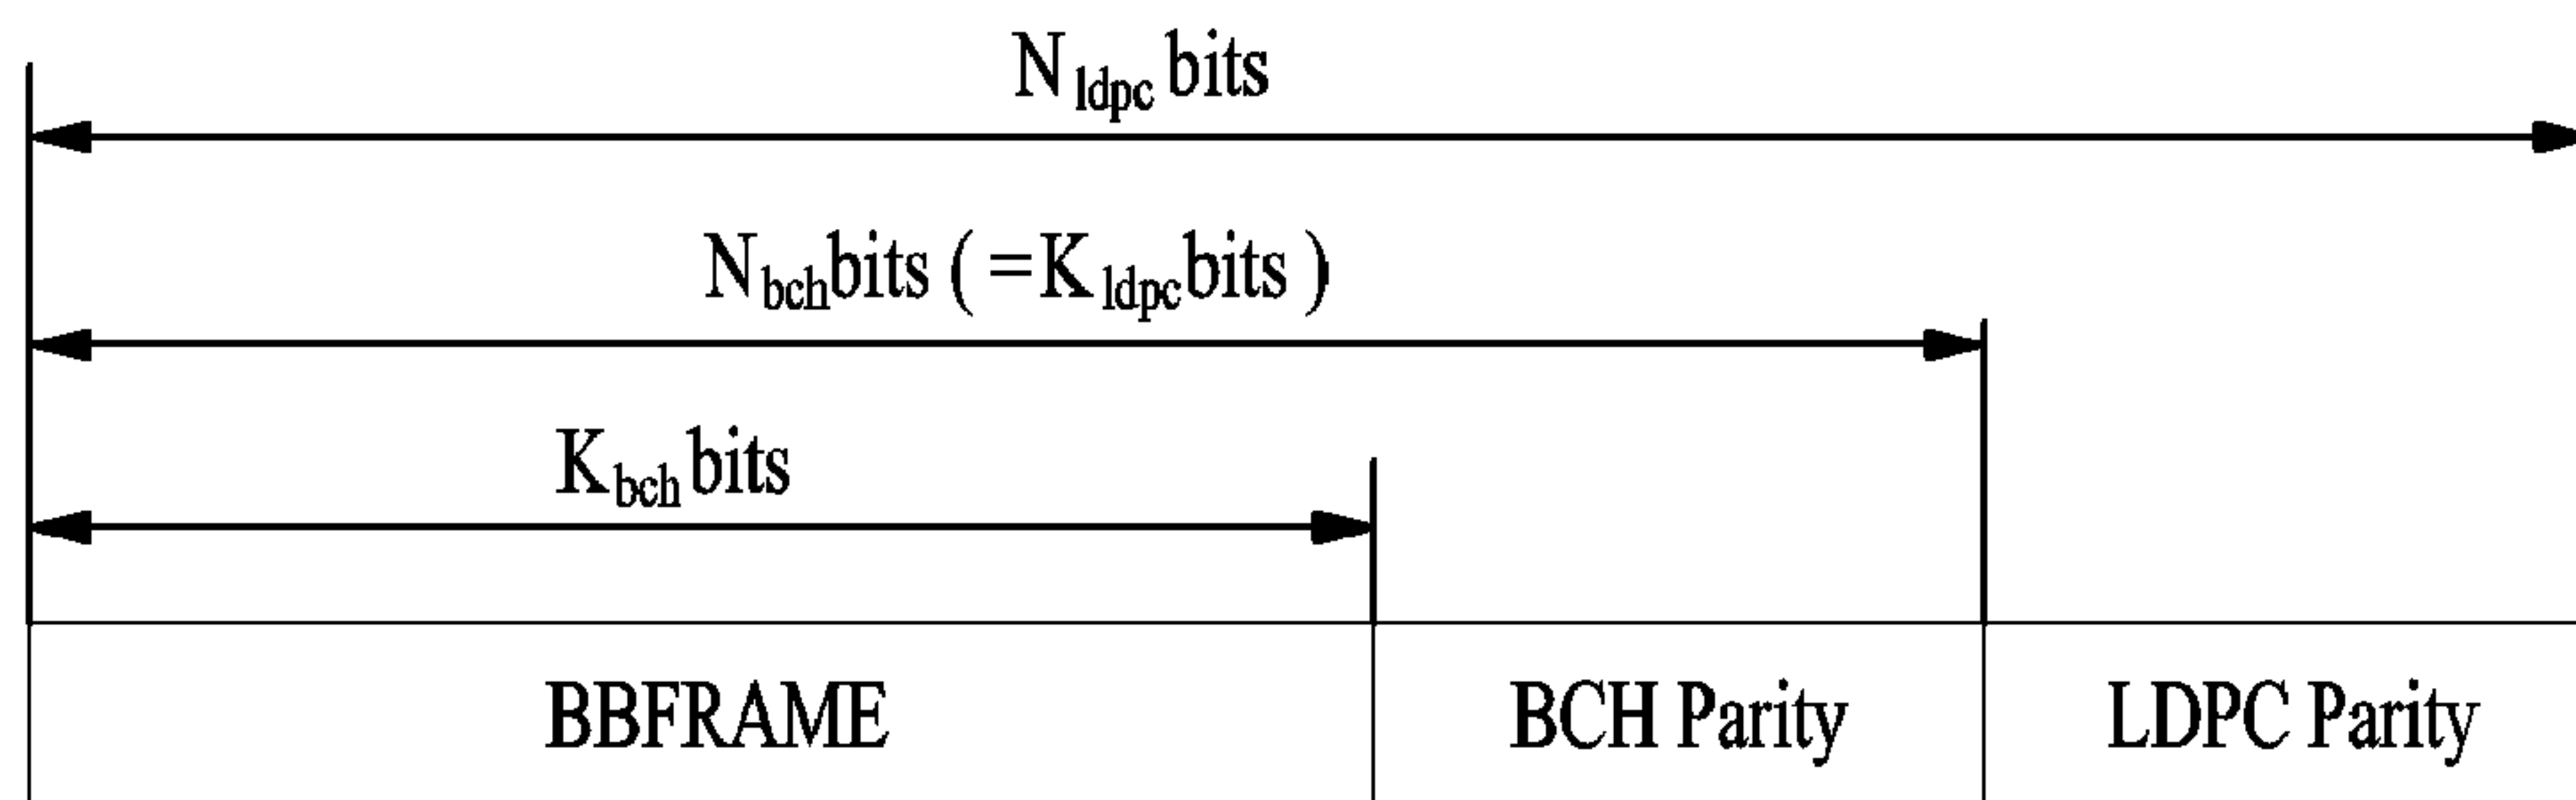 N ldpc bits
N bch bits ( = K ldpc bits )
K bch bits
BBFRAME BCH Parity LDPC Parity